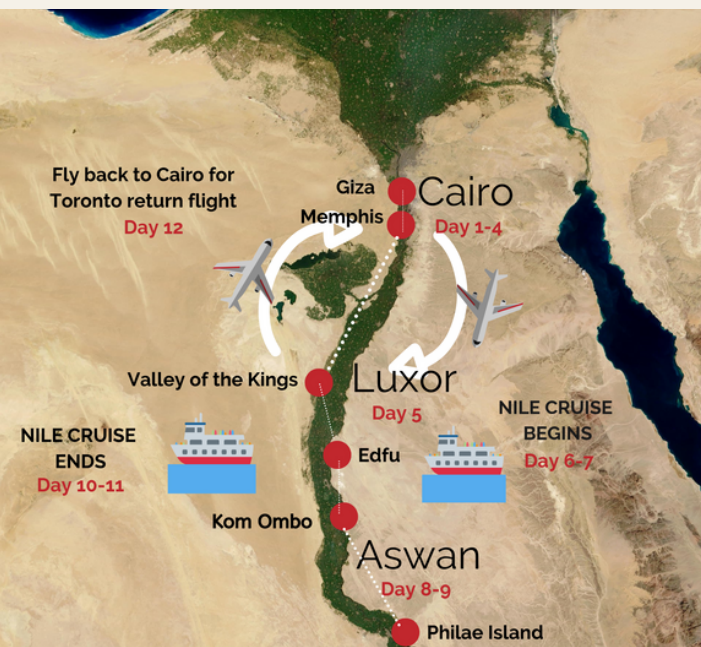 Fly back to Cairo for
Toronto return flight
Day 12
Giza
Cairo
Memphis
Day 1-4
Valley of the Kings
Luxor
Day 5
NILE CRUISE
BEGINS
Day 6-7
NILE CRUISE
ENDS
Day 10-11
Edfu
Kom Ombo
Aswan
Day 8-9
Philae Island